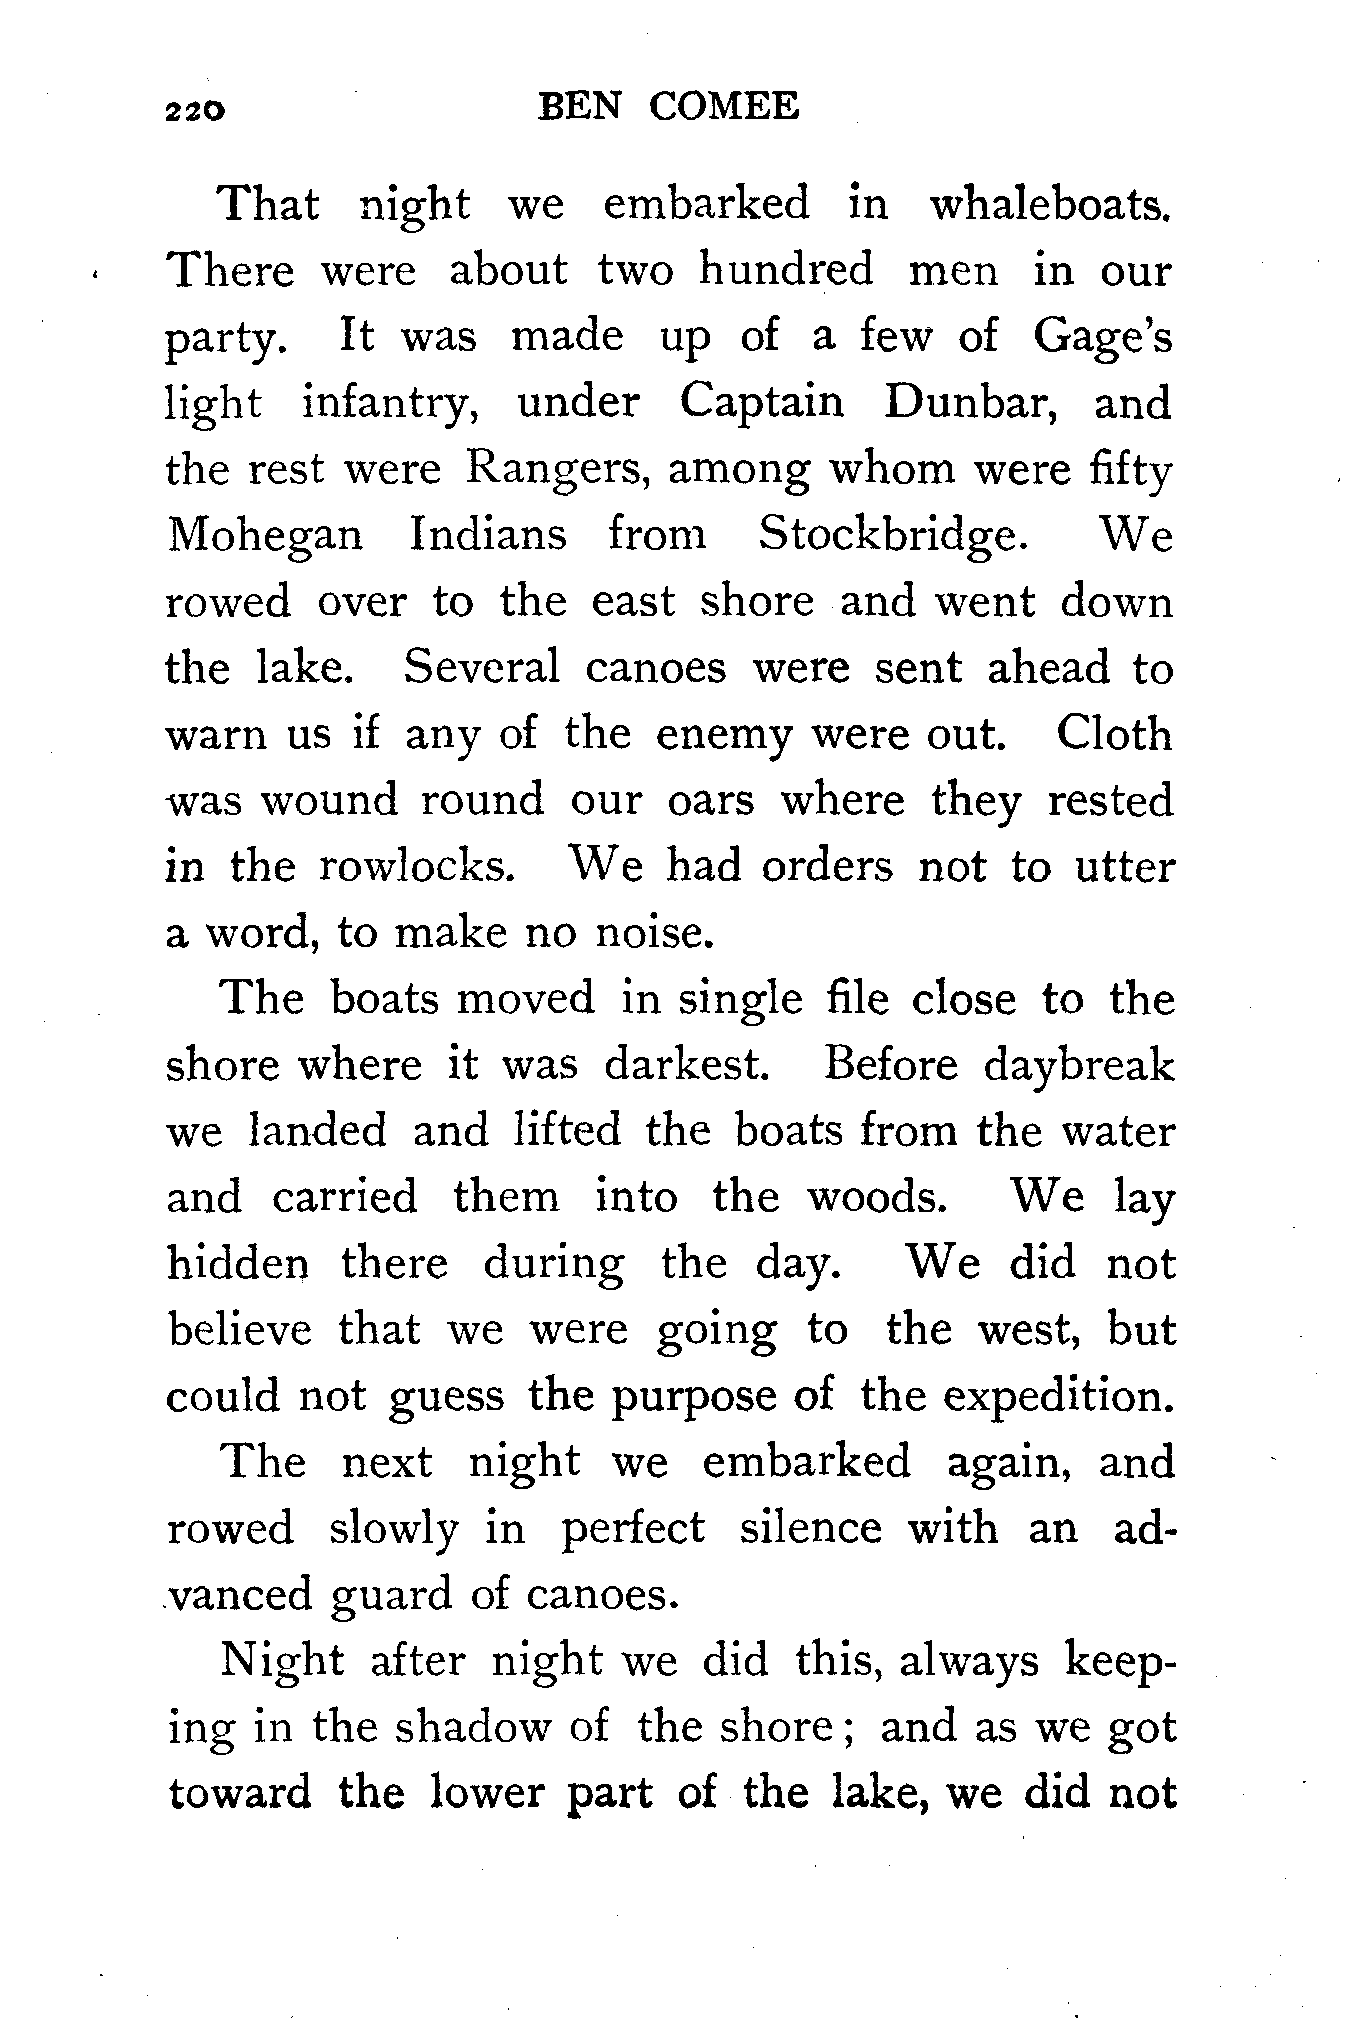 220 BEN COMEE
That night we embarked in whaleboats.
There were about two hundred men in our
party. It was made up of a few of Gage's
light infantry, under Captain Dunbar, and
the rest were Rangers, among whom were fifty
Mohegan Indians from Stockbridge. We
rowed over to the east shore and went down
the lake. Several canoes were sent ahead to
warn us if any of the enemy were out. Cloth
was wound round our oars where they rested
in the rowlocks. We had orders not to utter
a word, to make no noise.
The boats moved in single file close to the
shore where it was darkest. Before daybreak
we landed and lifted the boats from the water
and carried them into the woods. We lay
hidden there during the day. We did not
believe that we were going to the west, but
could not guess the purpose of the expedition.
The next night we embarked again, and
rowed slowly in perfect silence with an ad-
vanced guard of canoes.
Night after night we did this, always keep-
ing in the shadow of the shore; and as we got
toward the lower part of the lake, we did not